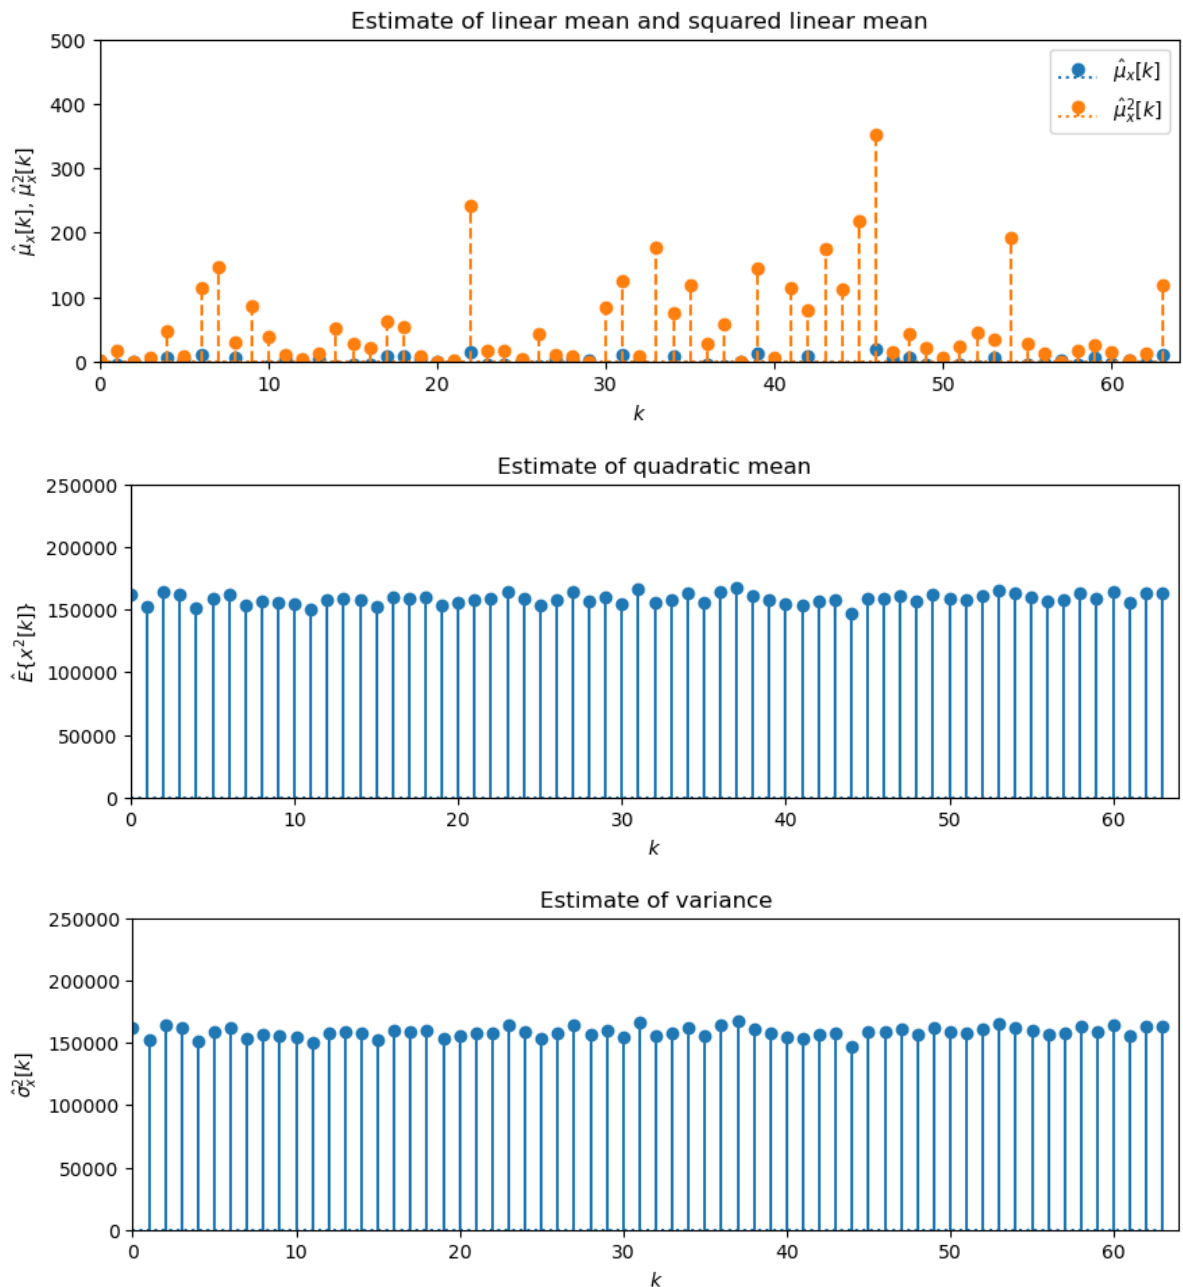 Estimate of linear mean and squared linear mean
500
400
300
200
100
0
μ̂ₓ[k], μ̂ₓ²[k]
μ̂ₓ[k]
μ̂ₓ²[k]
0 10 20 30 40 50 60
k
Estimate of quadratic mean
250000
200000
150000
100000
50000
0
Ê{x²[k]}
0 10 20 30 40 50 60
k
Estimate of variance
250000
200000
150000
100000
50000
0
σ̂ₓ²[k]
0 10 20 30 40 50 60
k